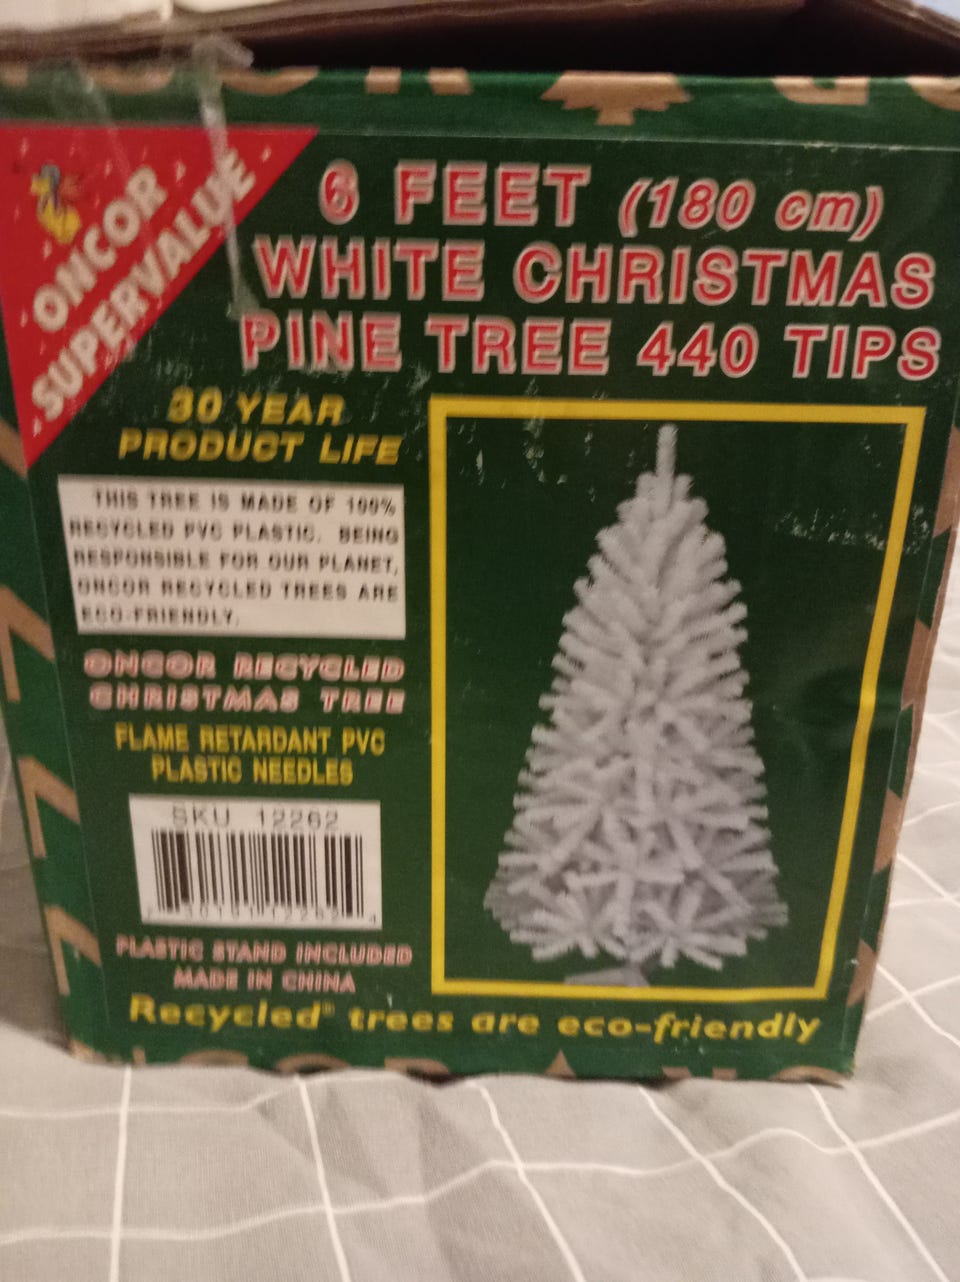 ONCOR
SUPERVALUE
6 FEET (180 cm)
WHITE CHRISTMAS
PINE TREE 440 TIPS
30 YEAR
PRODUCT LIFE
THIS TREE IS MADE OF 100%
RECYCLED PVC PLASTIC. BEING
RESPONSIBLE FOR OUR PLANET,
ONCOR RECYCLED TREES ARE
ECO-FRIENDLY.
ONCOR RECYCLED
CHRISTMAS TREE
FLAME RETARDANT PVC
PLASTIC NEEDLES
SKU 12262
PLASTIC STAND INCLUDED
MADE IN CHINA
Recycled® trees are eco-friendly